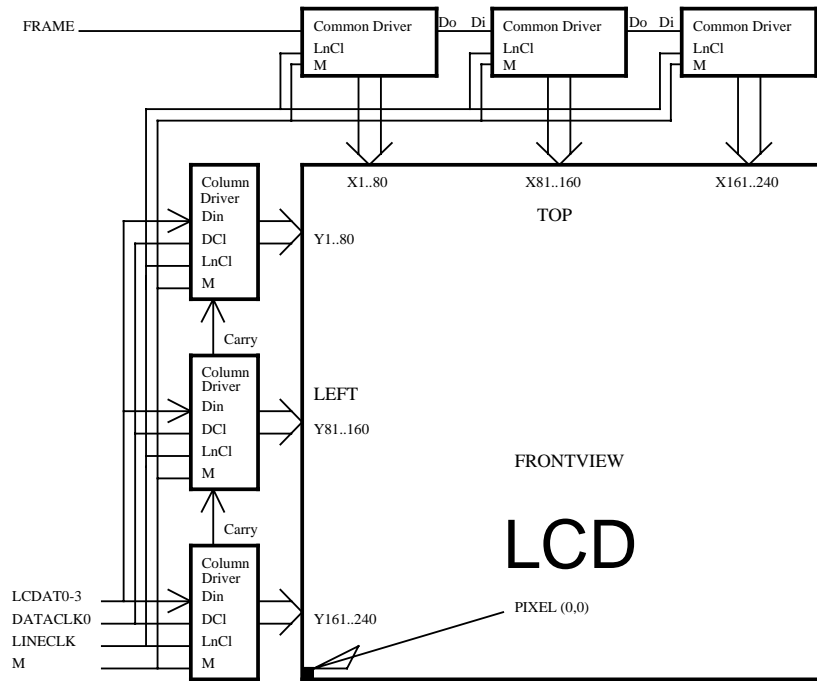 FRAME
Common Driver
LnCl
M
Do Di
Common Driver
LnCl
M
Do Di
Common Driver
LnCl
M
X1..80
X81..160
X161..240
TOP
Column
Driver
Din
DCl
LnCl
M
Y1..80
Carry
Column
Driver
Din
DCl
LnCl
M
LEFT
Y81..160
FRONTVIEW
LCD
Carry
Column
Driver
Din
DCl
LnCl
M
LCDAT0-3
DATACLK0
LINECLK
M
Y161..240
PIXEL (0,0)